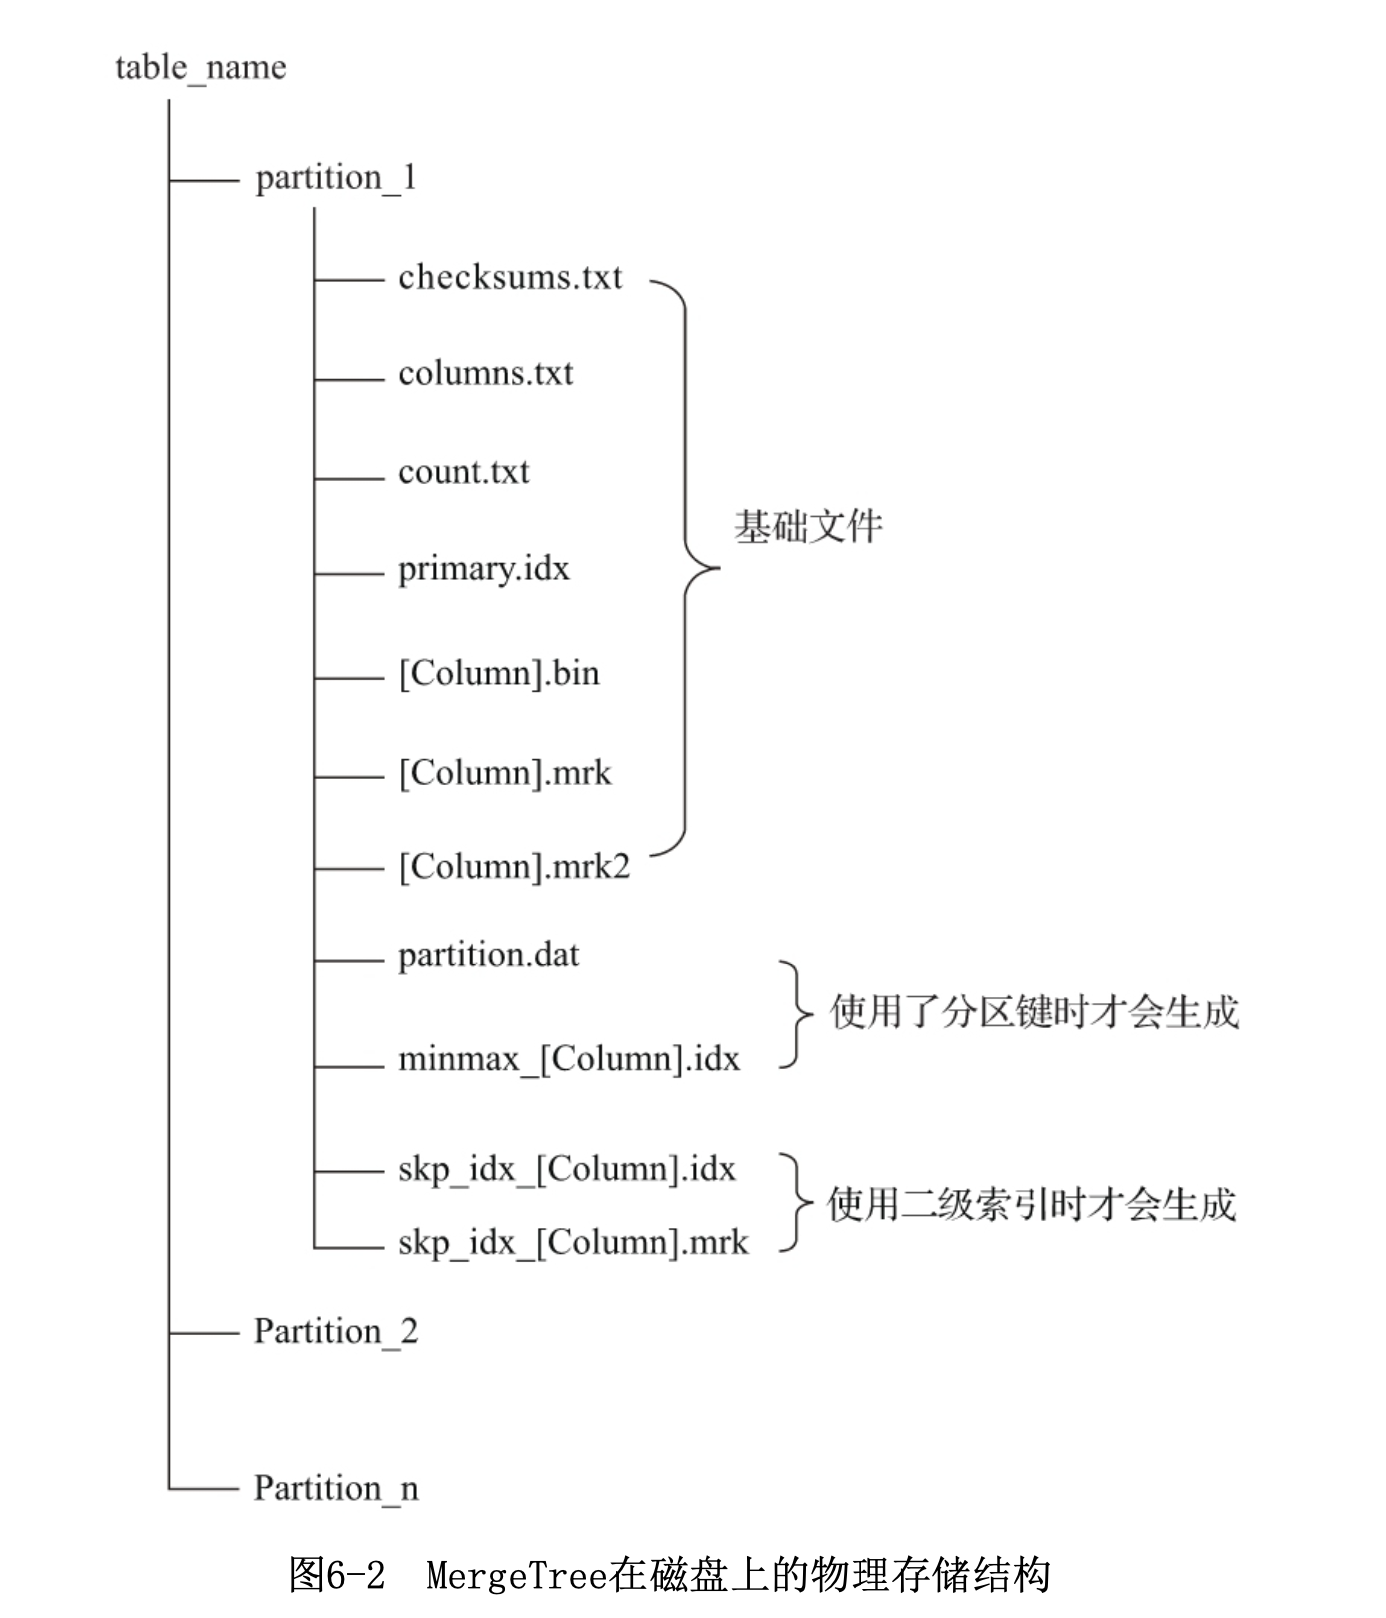 table_name
partition_1
checksums.txt
columns.txt
count.txt
基础文件
primary.idx
[Column].bin
[Column].mrk
[Column].mrk2
partition.dat
使用了分区键时才会生成
minmax_[Column].idx
skp_idx_[Column].idx
使用二级索引时才会生成
skp_idx_[Column].mrk
Partition_2
Partition_n
图6-2 MergeTree在磁盘上的物理存储结构